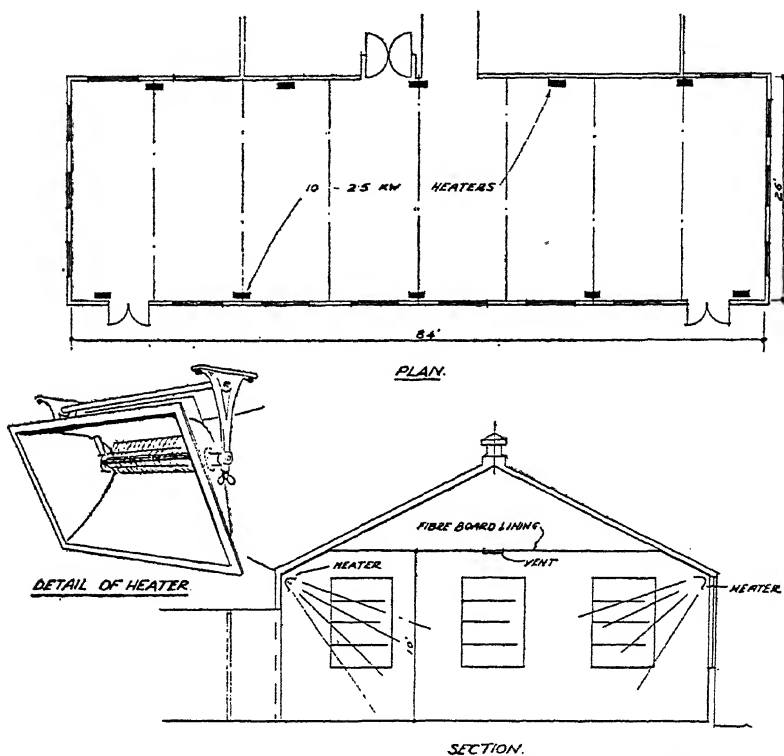 10 - 2.5 KW HEATERS
26'
84'
PLAN.
DETAIL OF HEATER
FIBRE BOARD LINING
VENT
HEATER
HEATER
10'
SECTION.